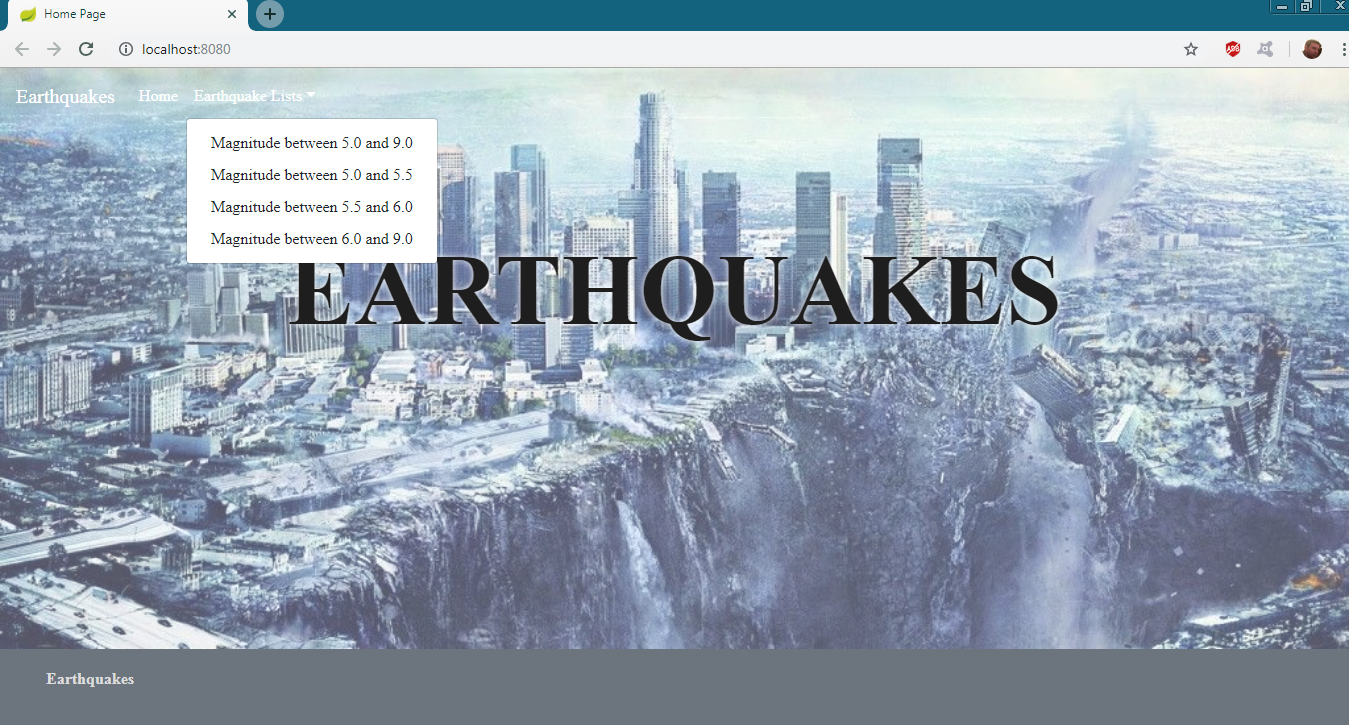 Home Page
localhost:8080
ABP
Earthquakes Home Earthquake Lists
Magnitude between 5.0 and 9.0
Magnitude between 5.0 and 5.5
Magnitude between 5.5 and 6.0
Magnitude between 6.0 and 9.0
EARTHQUAKES
Earthquakes